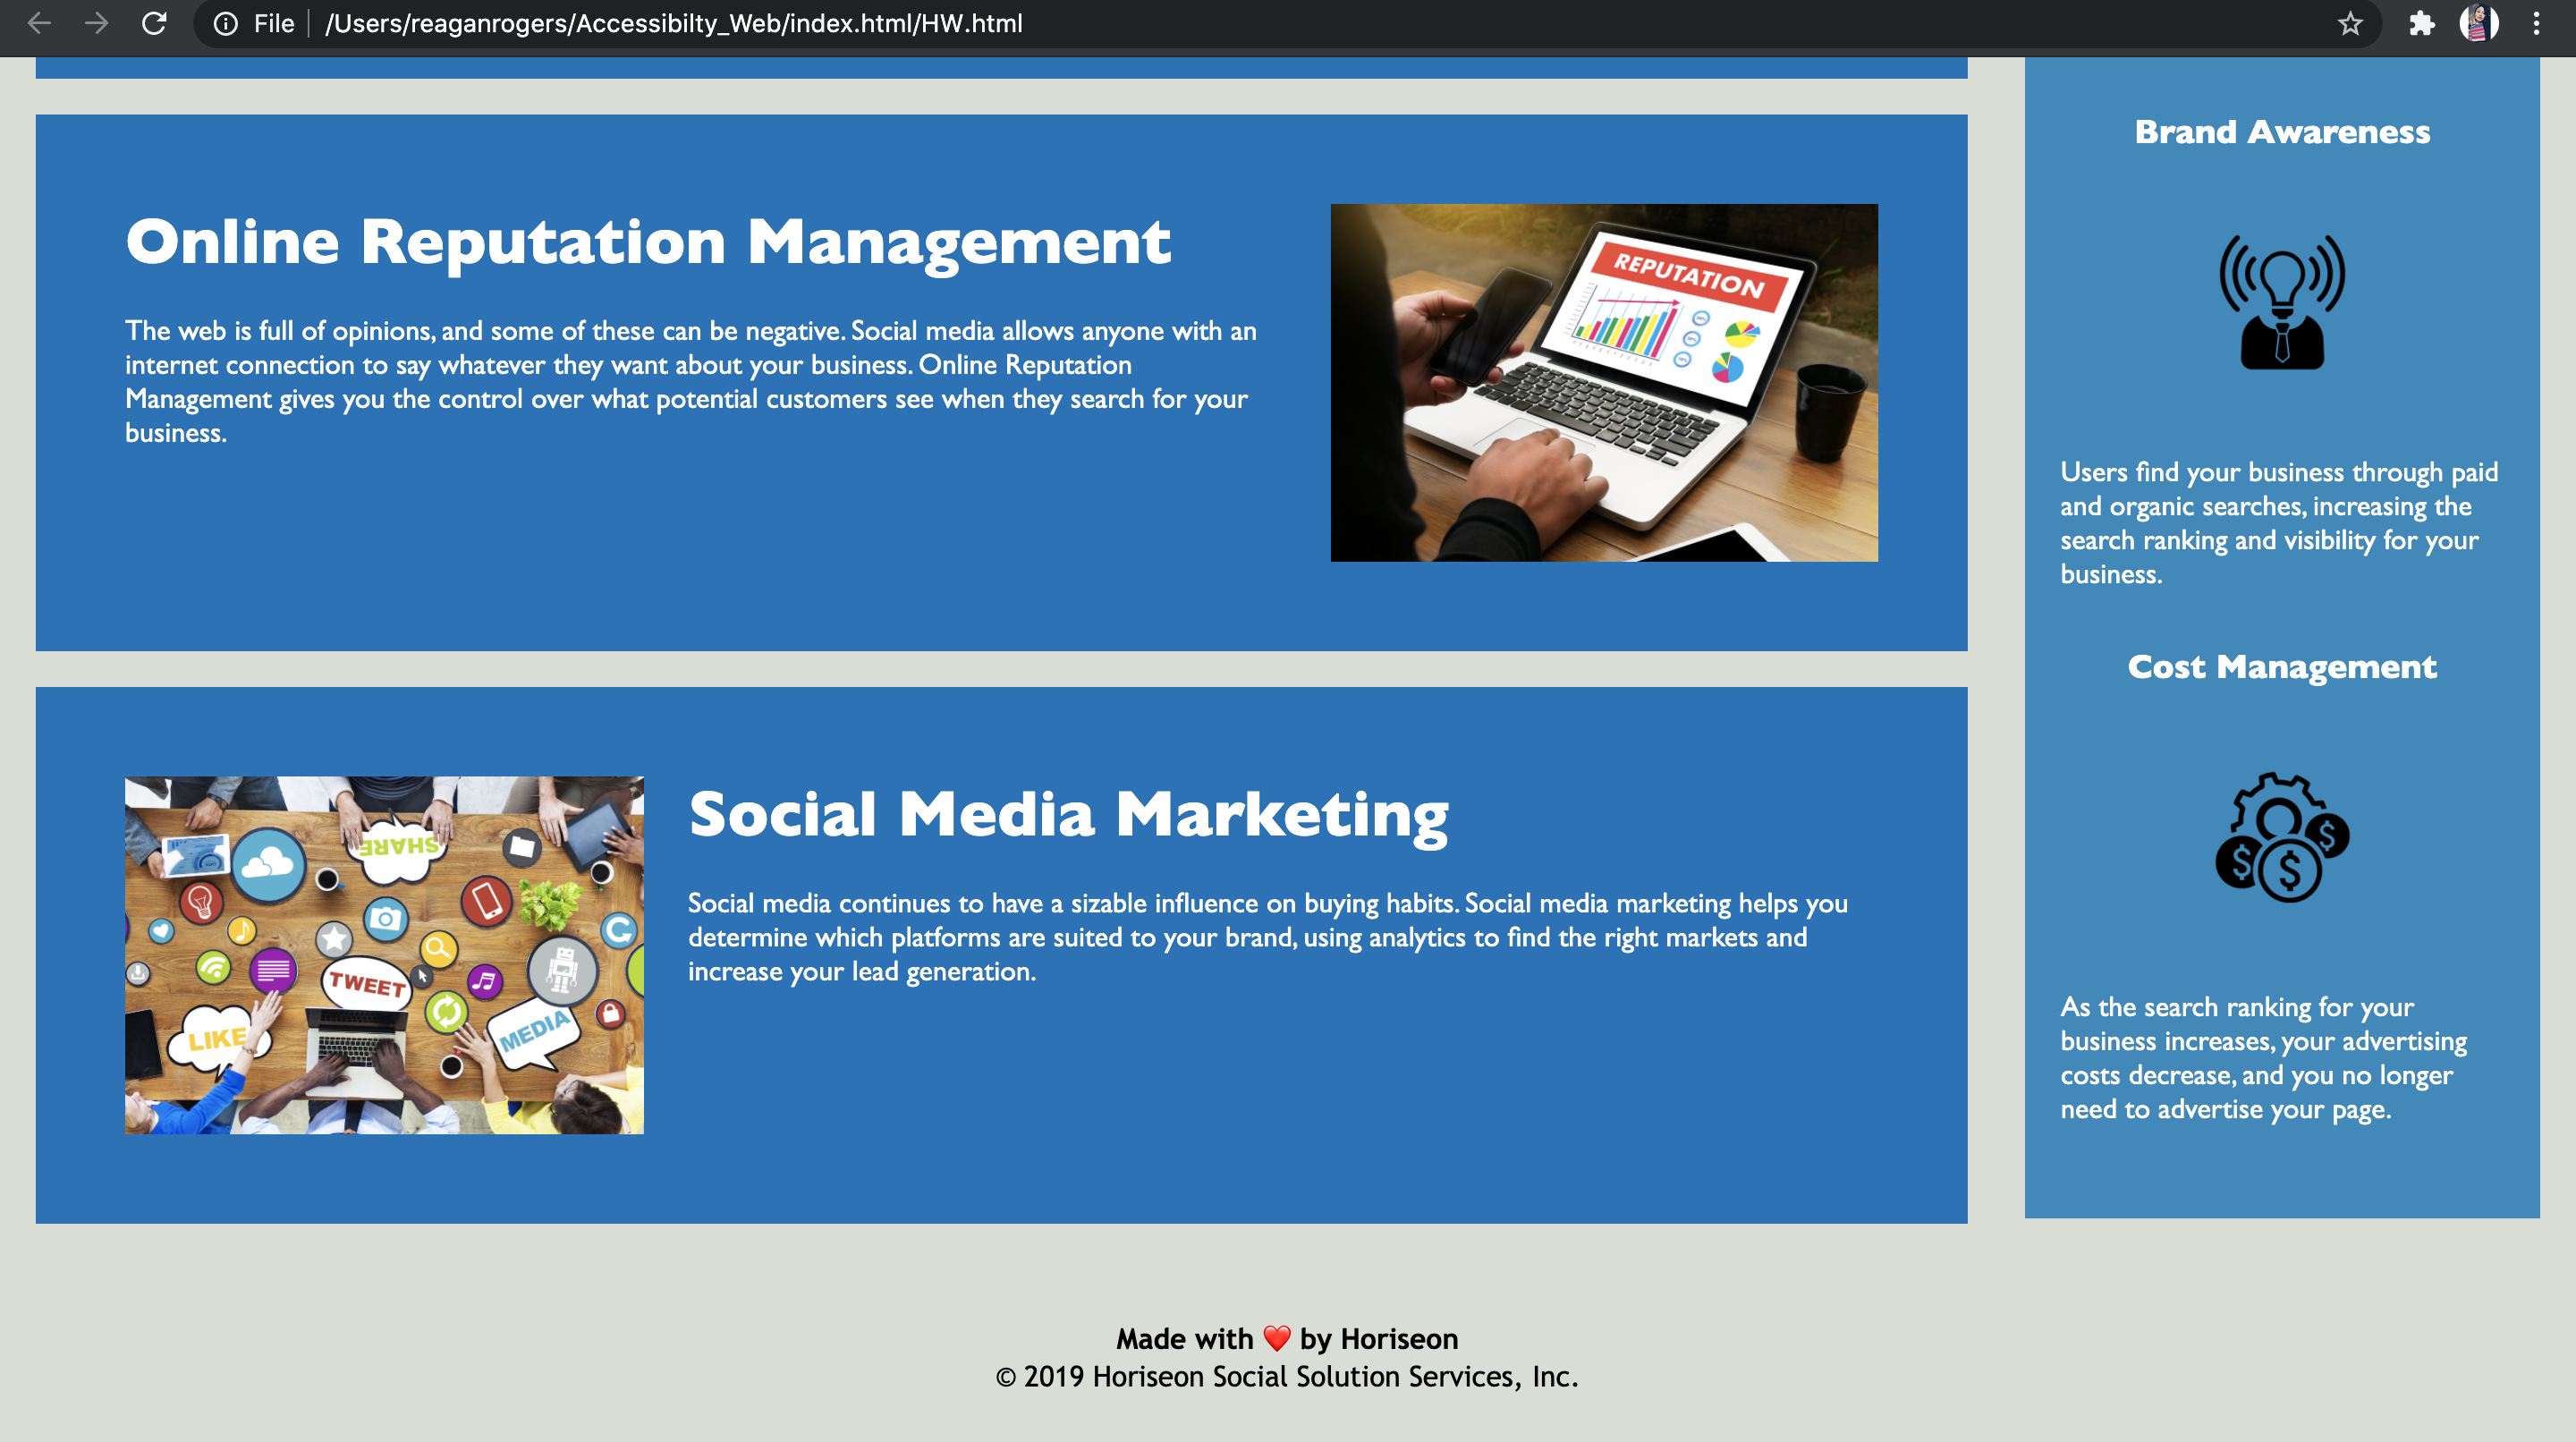 File
/Users/reaganrogers/Accessibilty_Web/index.html/HW.html
Online Reputation Management
The web is full of opinions, and some of these can be negative. Social media allows anyone with an
internet connection to say whatever they want about your business. Online Reputation
Management gives you the control over what potential customers see when they search for your
business.
REPUTATION
Social Media Marketing
Social media continues to have a sizable influence on buying habits. Social media marketing helps you
determine which platforms are suited to your brand, using analytics to find the right markets and
increase your lead generation.
SHARE
TWEET
LIKE
MEDIA
Brand Awareness
Users find your business through paid
and organic searches, increasing the
search ranking and visibility for your
business.
Cost Management
$ $ $
As the search ranking for your
business increases, your advertising
costs decrease, and you no longer
need to advertise your page.
Made with ❤️ by Horiseon
© 2019 Horiseon Social Solution Services, Inc.